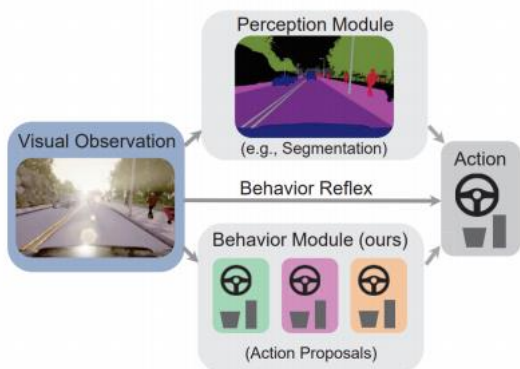 Perception Module
(e.g., Segmentation)
Visual Observation
Action
Behavior Reflex
Behavior Module (ours)
(Action Proposals)